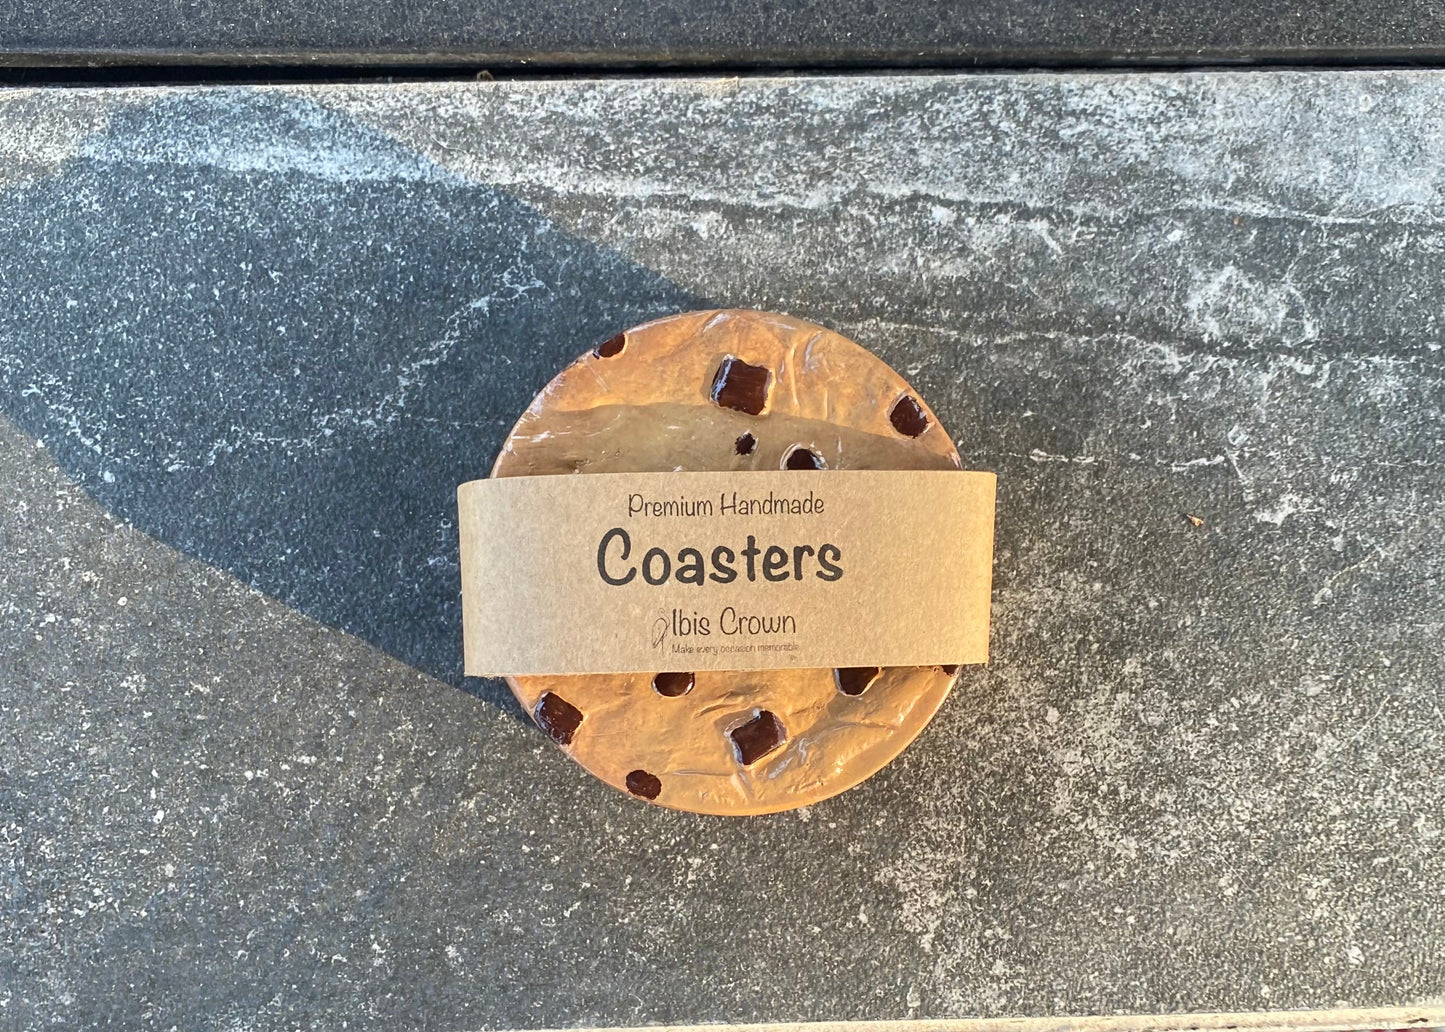 Premium Handmade
Coasters
Ibis Crown
Make every occasion memorable